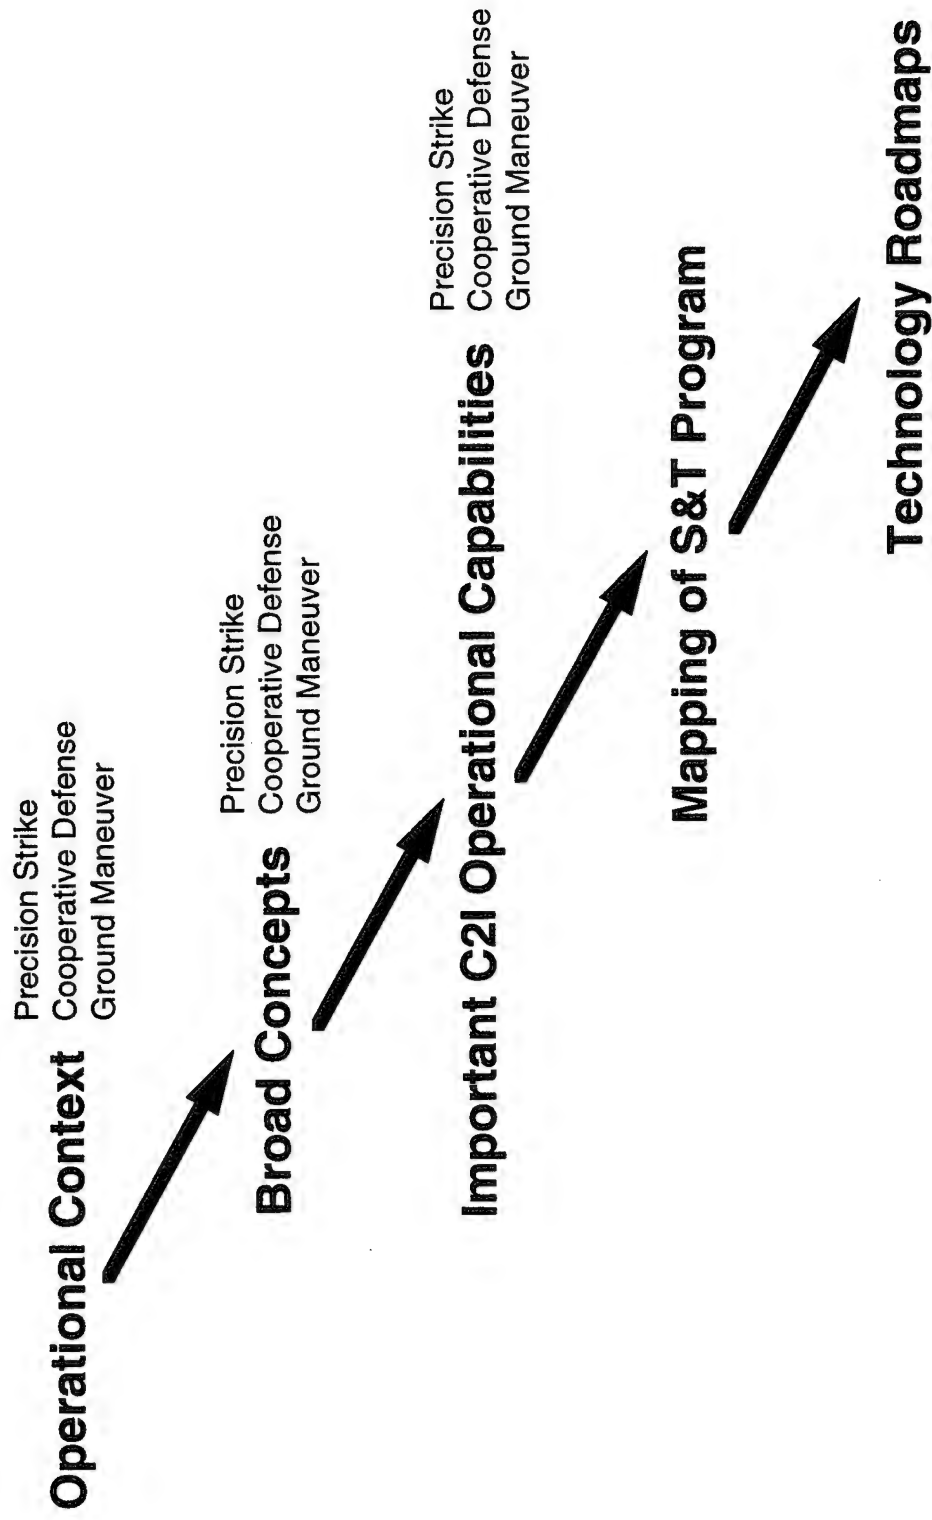 Operational Context
Precision Strike
Cooperative Defense
Ground Maneuver
Broad Concepts
Precision Strike
Cooperative Defense
Ground Maneuver
Important C2I Operational Capabilities
Precision Strike
Cooperative Defense
Ground Maneuver
Mapping of S&T Program
Technology Roadmaps